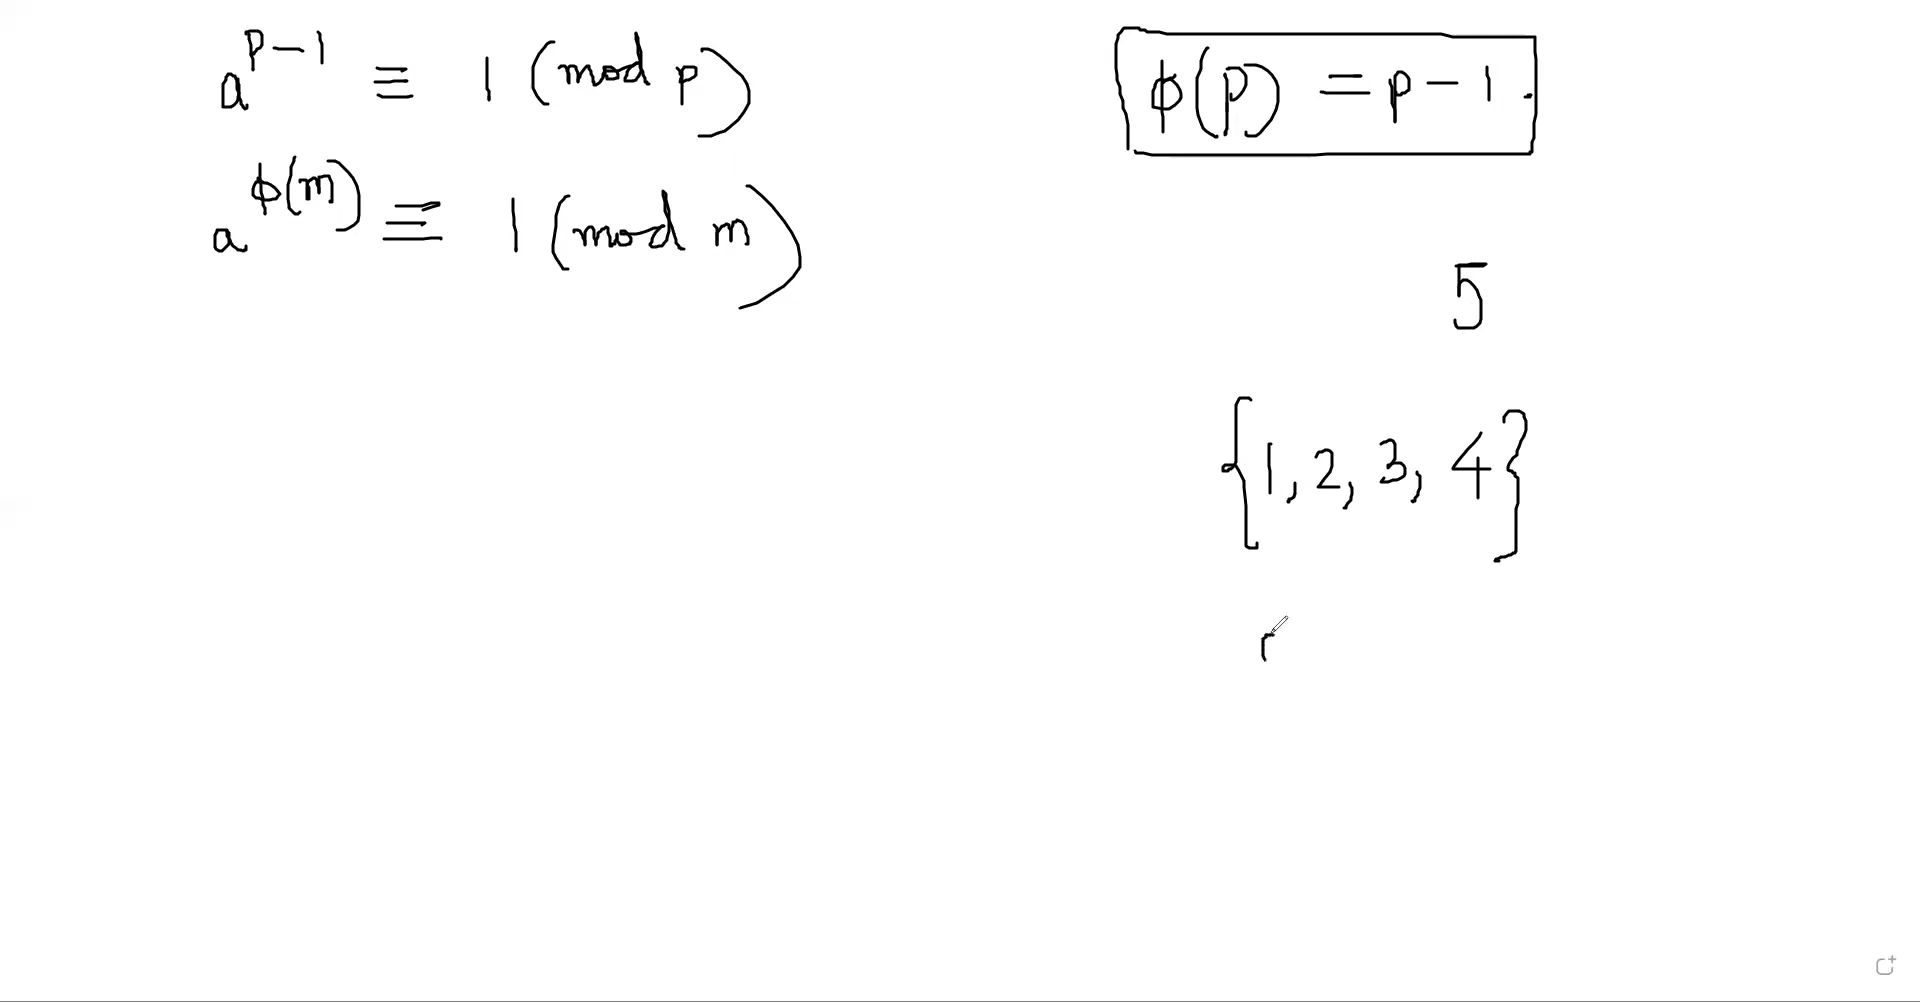 a^{p-1} ≡ 1 (mod p)
a^{ϕ(m)} ≡ 1 (mod m)
ϕ(p) = p - 1.
5
{1, 2, 3, 4}